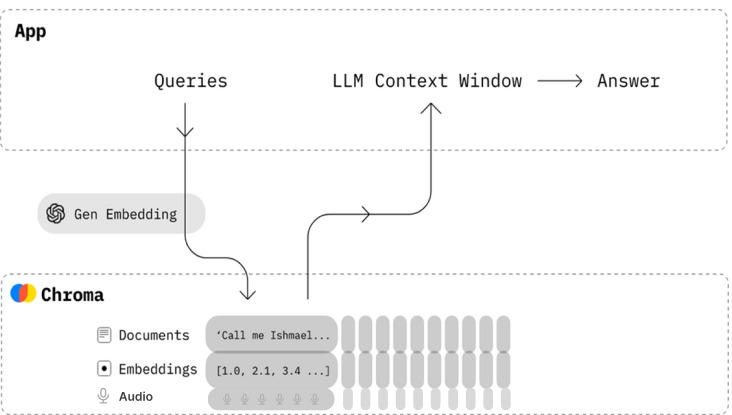 App
Queries
LLM Context Window
Answer
Gen Embedding
Chroma
Documents
‘Call me Ishmael...
Embeddings
[1.0, 2.1, 3.4 ...]
Audio